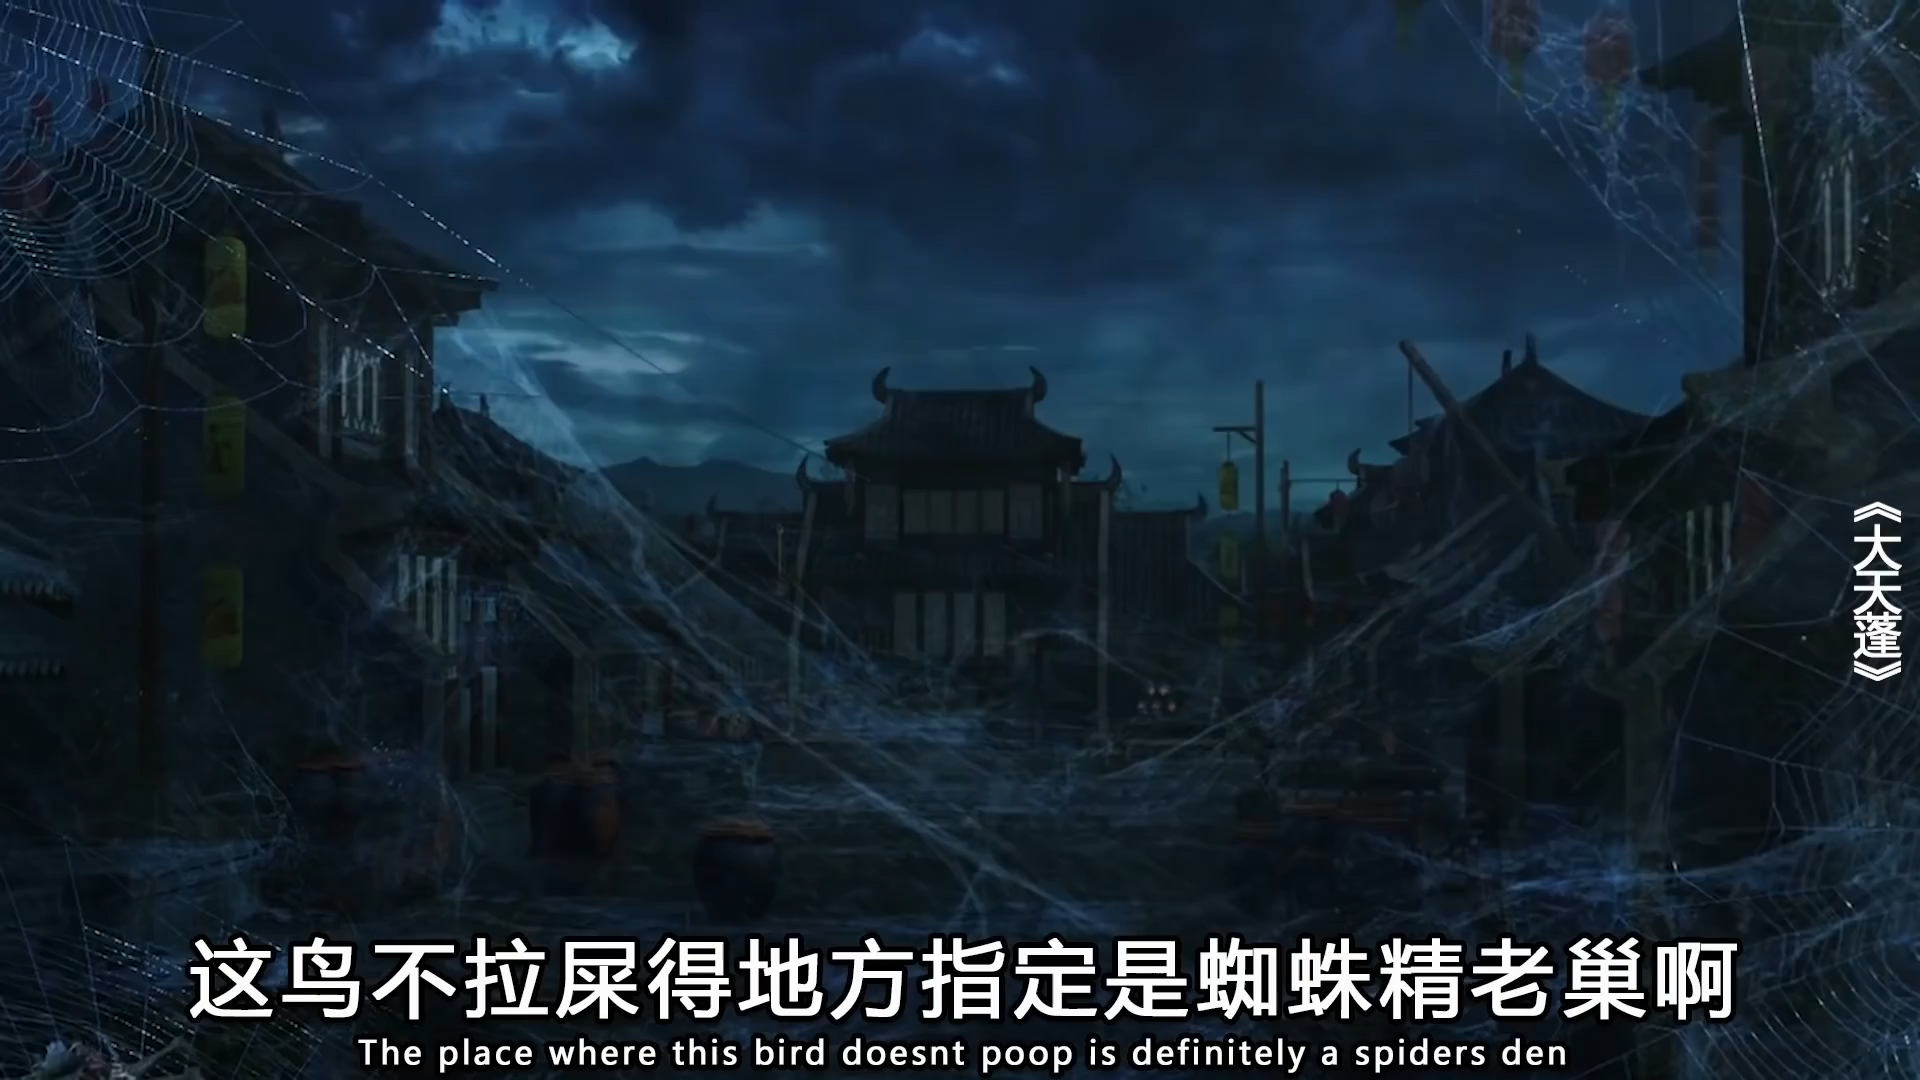 《大天蓬》
这鸟不拉屎得地方指定是蜘蛛精老巢啊
The place where this bird doesnt poop is definitely a spiders den